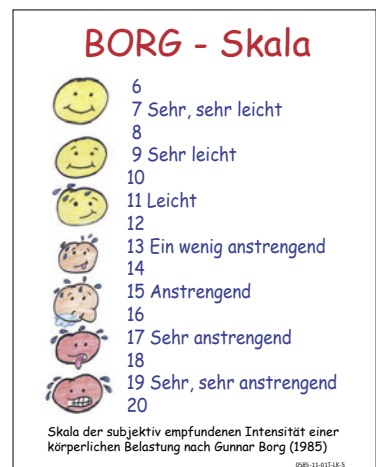 BORG - Skala
6
7 Sehr, sehr leicht
8
9 Sehr leicht
10
11 Leicht
12
13 Ein wenig anstrengend
14
15 Anstrengend
16
17 Sehr anstrengend
18
19 Sehr, sehr anstrengend
20
Skala der subjektiv empfundenen Intensität einer
körperlichen Belastung nach Gunnar Borg (1985)
0585-11-01T-LK-S